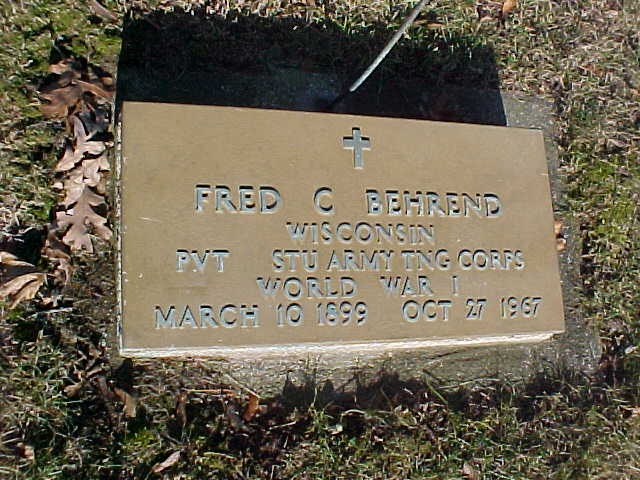 FRED C BEHREND
WISCONSIN
PVT STU ARMY TNG CORPS
WORLD WAR I
MARCH 10 1899 OCT 27 1967